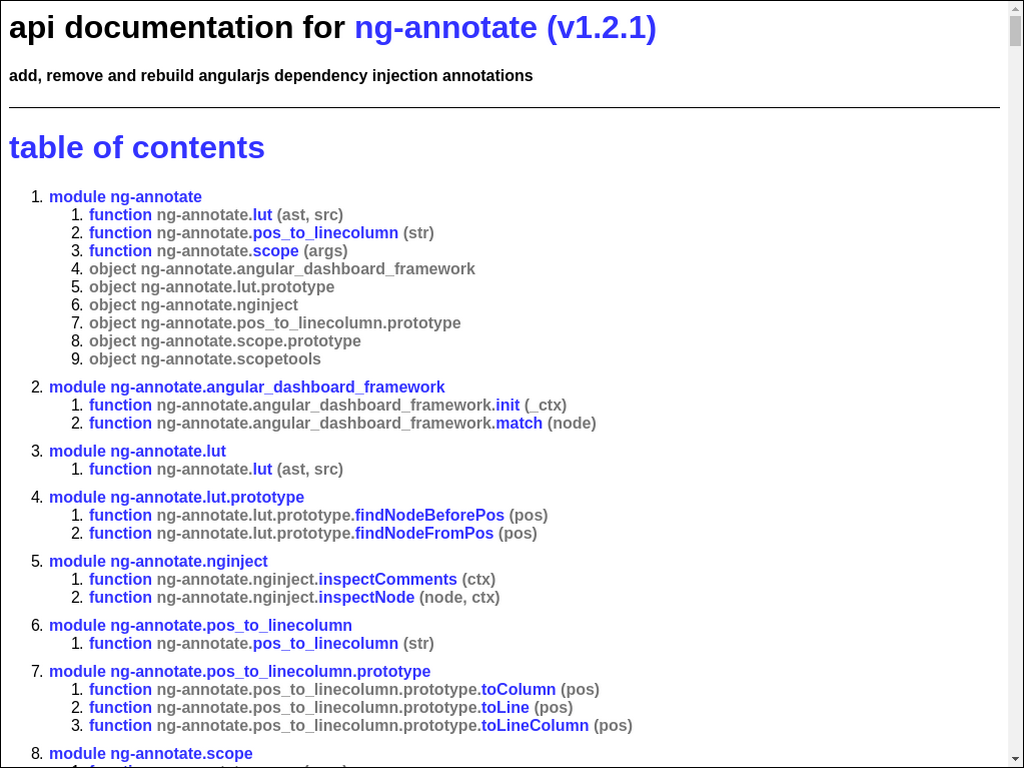 api documentation for ng-annotate (v1.2.1)
add, remove and rebuild angularjs dependency injection annotations
table of contents
1. module ng-annotate
1. function ng-annotate.lut (ast, src)
2. function ng-annotate.pos_to_linecolumn (str)
3. function ng-annotate.scope (args)
4. object ng-annotate.angular_dashboard_framework
5. object ng-annotate.lut.prototype
6. object ng-annotate.nginject
7. object ng-annotate.pos_to_linecolumn.prototype
8. object ng-annotate.scope.prototype
9. object ng-annotate.scopetools
2. module ng-annotate.angular_dashboard_framework
1. function ng-annotate.angular_dashboard_framework.init (_ctx)
2. function ng-annotate.angular_dashboard_framework.match (node)
3. module ng-annotate.lut
1. function ng-annotate.lut (ast, src)
4. module ng-annotate.lut.prototype
1. function ng-annotate.lut.prototype.findNodeBeforePos (pos)
2. function ng-annotate.lut.prototype.findNodeFromPos (pos)
5. module ng-annotate.nginject
1. function ng-annotate.nginject.inspectComments (ctx)
2. function ng-annotate.nginject.inspectNode (node, ctx)
6. module ng-annotate.pos_to_linecolumn
1. function ng-annotate.pos_to_linecolumn (str)
7. module ng-annotate.pos_to_linecolumn.prototype
1. function ng-annotate.pos_to_linecolumn.prototype.toColumn (pos)
2. function ng-annotate.pos_to_linecolumn.prototype.toLine (pos)
3. function ng-annotate.pos_to_linecolumn.prototype.toLineColumn (pos)
8. module ng-annotate.scope